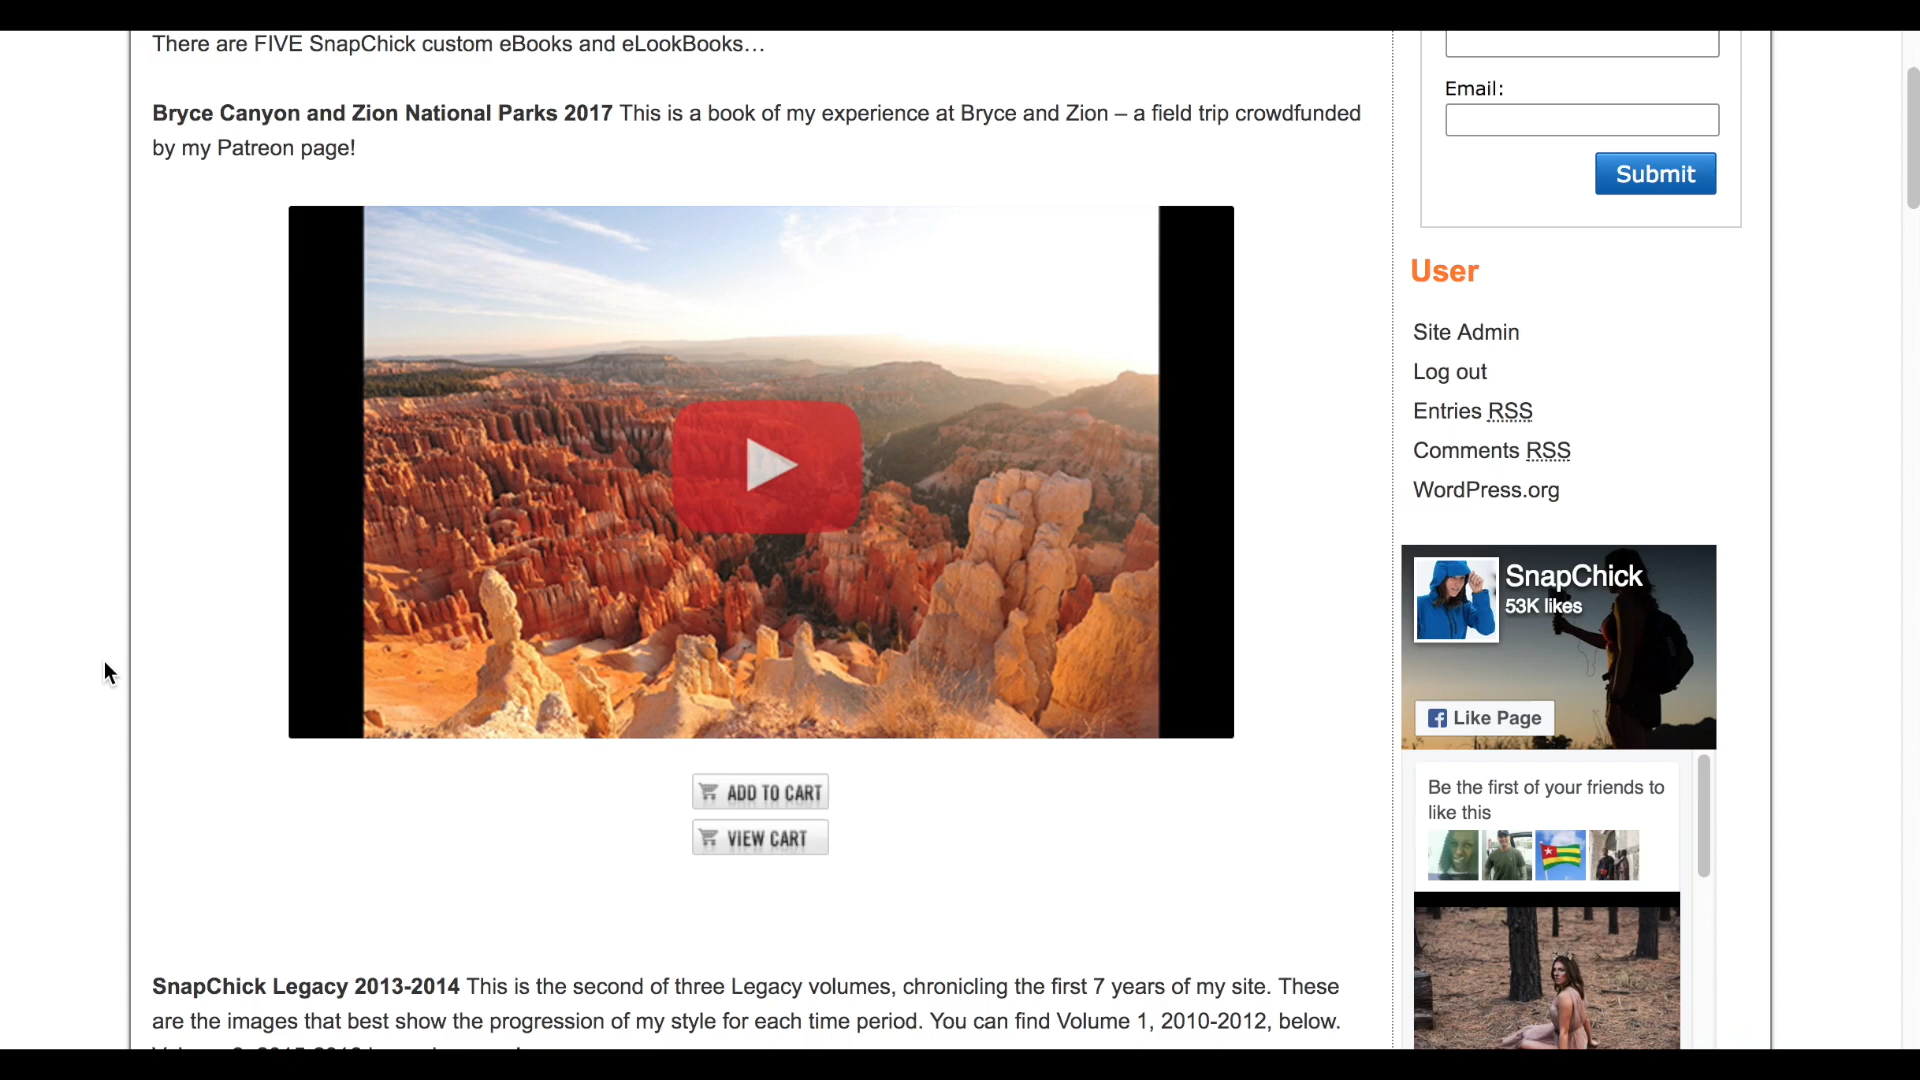 There are FIVE SnapChick custom eBooks and eLookBooks…
Bryce Canyon and Zion National Parks 2017 This is a book of my experience at Bryce and Zion – a field trip crowdfunded
by my Patreon page!
ADD TO CART
VIEW CART
SnapChick Legacy 2013-2014 This is the second of three Legacy volumes, chronicling the first 7 years of my site. These
are the images that best show the progression of my style for each time period. You can find Volume 1, 2010-2012, below.
Email:
Submit
User
Site Admin
Log out
Entries RSS
Comments RSS
WordPress.org
SnapChick
53K likes
Like Page
Be the first of your friends to
like this